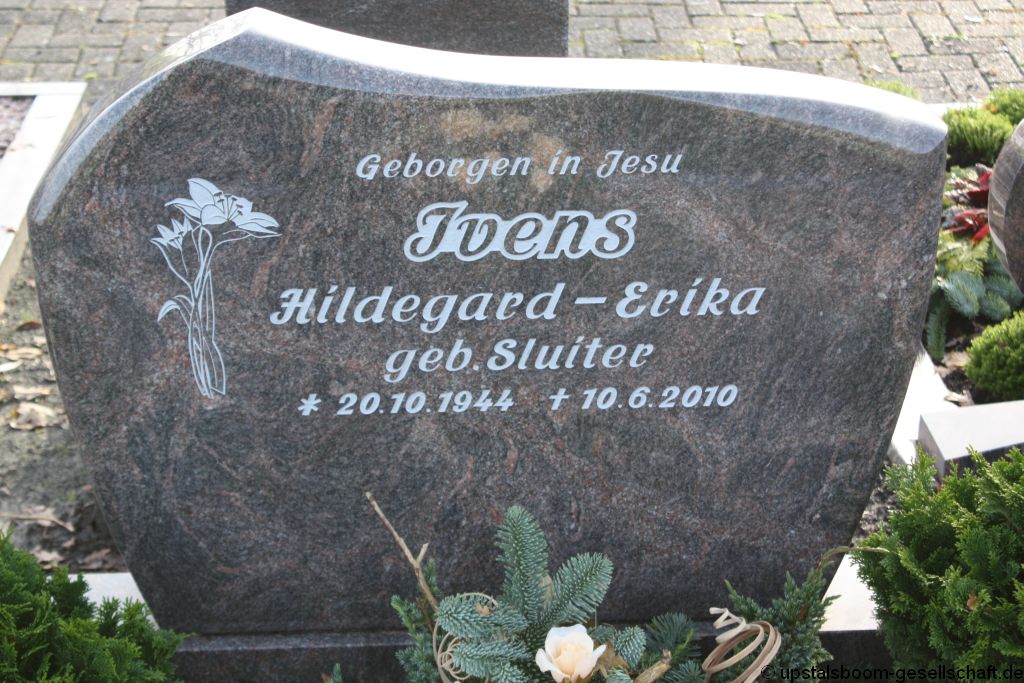 Geborgen in Jesu
Ivens
Hildegard – Erika
geb. Sluiter
* 20.10.1944 † 10.6.2010
© upstalsboom-gesellschaft.de